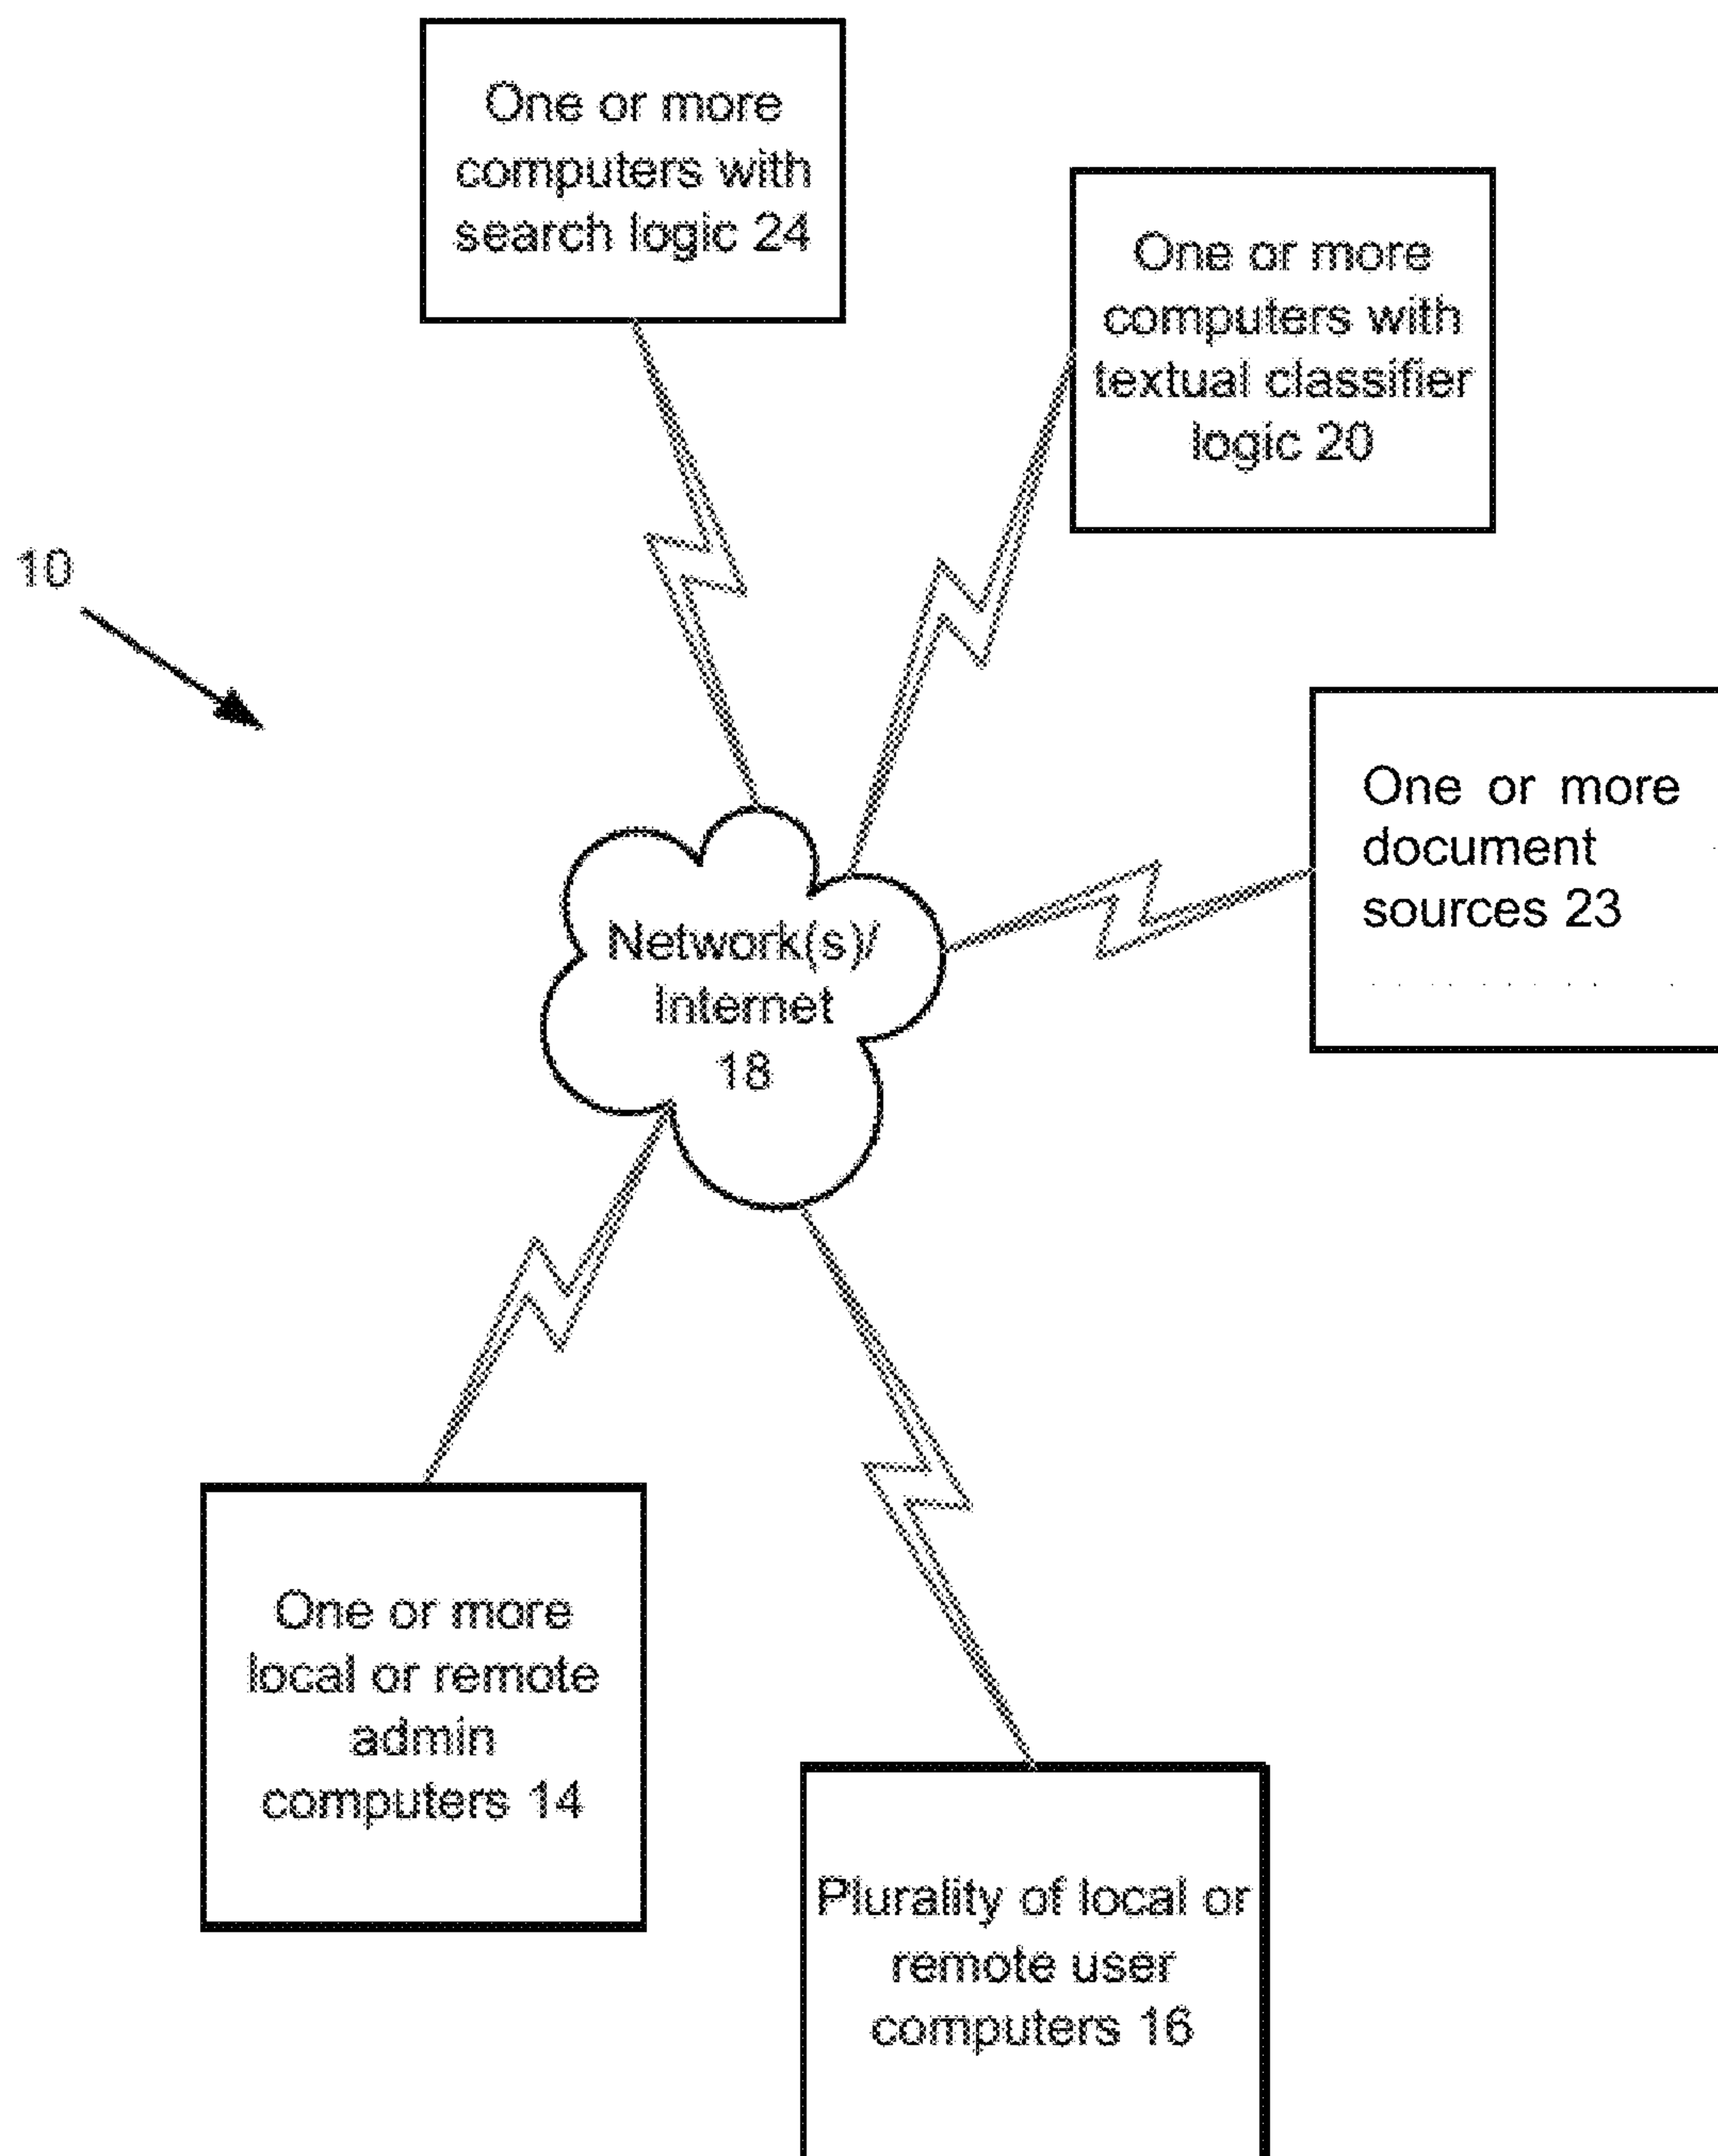 One or more
computers with
search logic 24
One or more
computers with
textual classifier
logic 20
10
One or more
document
sources 23
Network(s)/
Internet
18
One or more
local or remote
admin
computers 14
Plurality of local or
remote user
computers 16